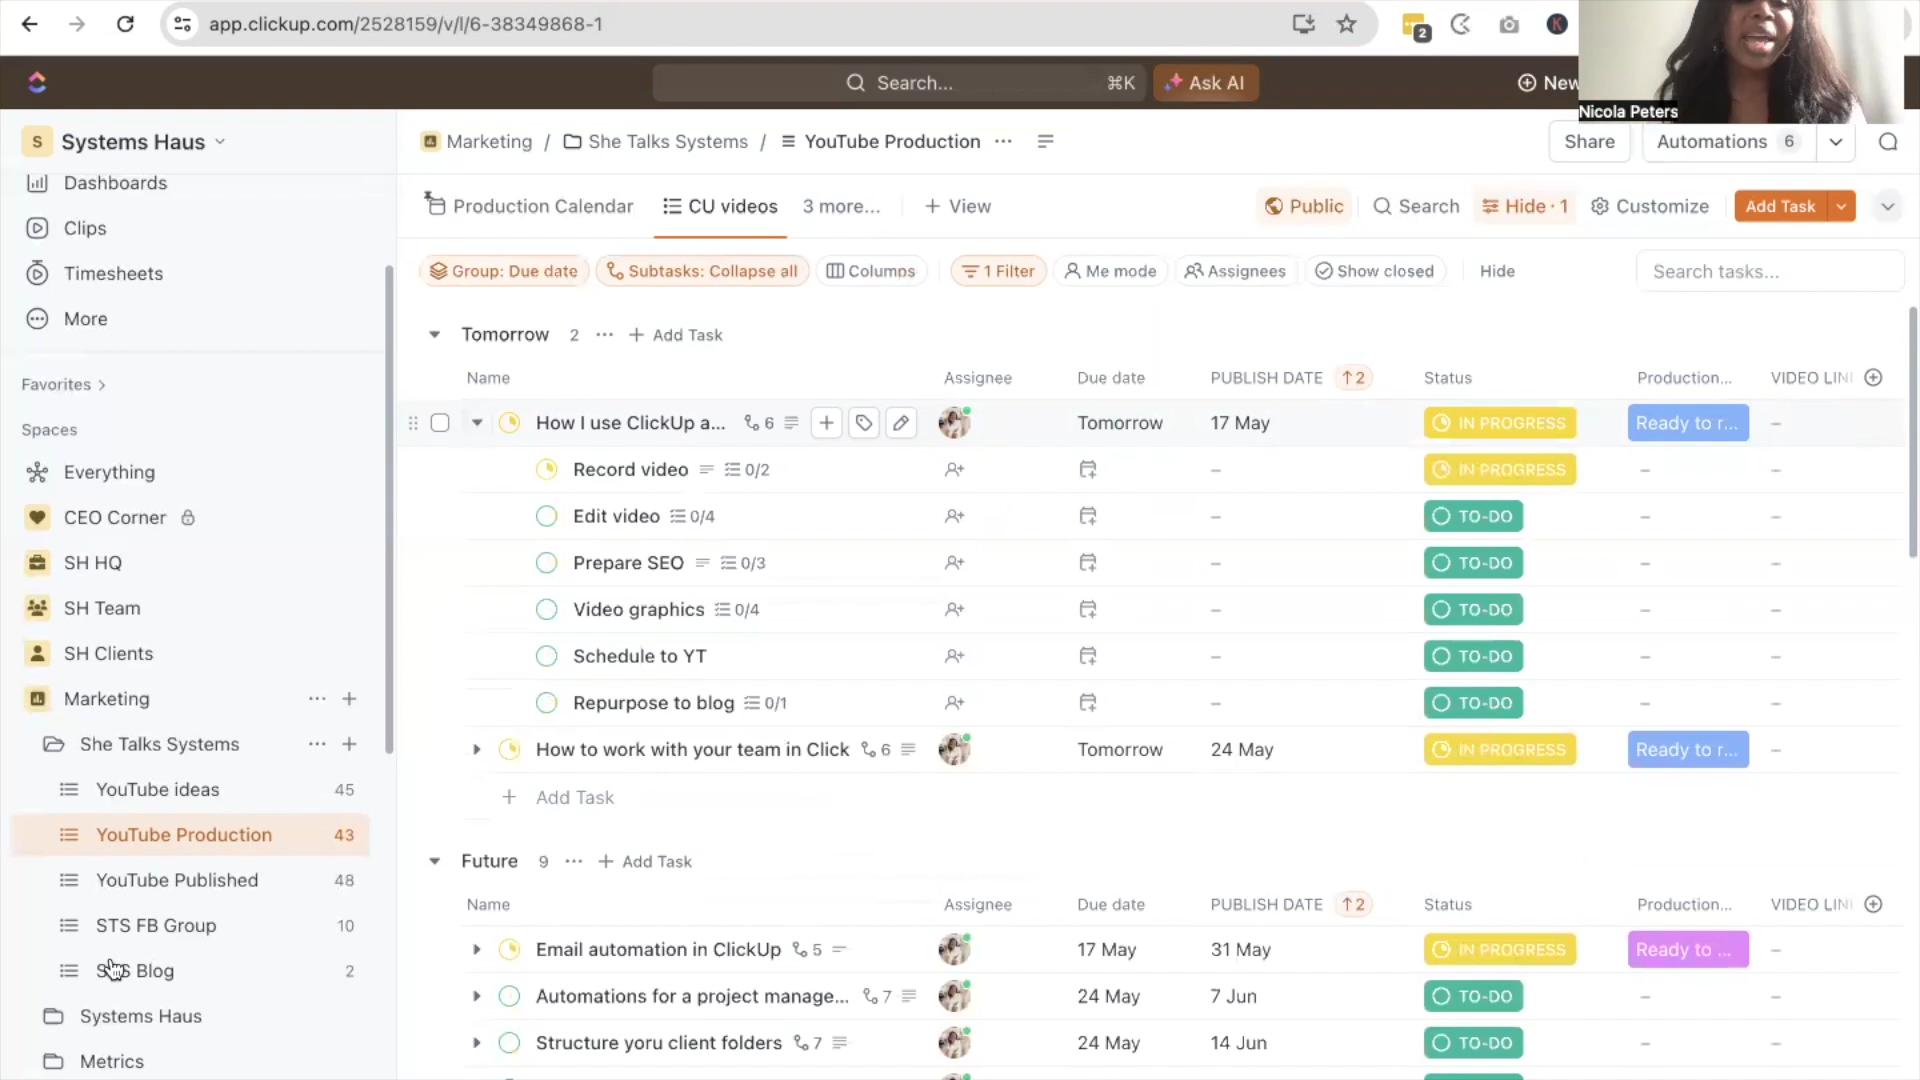 app.clickup.com/2528159/v/l/6-38349868-1
2
K
Search...
⌘K
Ask AI
New
Nicola Peters
S
Systems Haus
Dashboards
Clips
Timesheets
More
Favorites
Spaces
Everything
CEO Corner
SH HQ
SH Team
SH Clients
Marketing
She Talks Systems
YouTube ideas 45
YouTube Production 43
YouTube Published 48
STS FB Group 10
STS Blog 2
Systems Haus
Metrics
Marketing / She Talks Systems / YouTube Production ...
Share
Automations 6
Production Calendar
CU videos
3 more...
+ View
Public
Search
Hide · 1
Customize
Add Task
Group: Due date
Subtasks: Collapse all
Columns
1 Filter
Me mode
Assignees
Show closed
Hide
Search tasks...
Tomorrow 2 ... + Add Task
Name Assignee Due date PUBLISH DATE ↑2 Status Production... VIDEO LIN
How I use ClickUp a... 6 Tomorrow 17 May IN PROGRESS Ready to r... –
Record video 0/2 – IN PROGRESS – –
Edit video 0/4 – TO-DO – –
Prepare SEO 0/3 – TO-DO – –
Video graphics 0/4 – TO-DO – –
Schedule to YT – TO-DO – –
Repurpose to blog 0/1 – TO-DO – –
How to work with your team in Click 6 Tomorrow 24 May IN PROGRESS Ready to r... –
+ Add Task
Future 9 ... + Add Task
Name Assignee Due date PUBLISH DATE ↑2 Status Production... VIDEO LIN
Email automation in ClickUp 5 17 May 31 May IN PROGRESS Ready to ... –
Automations for a project manage... 7 24 May 7 Jun TO-DO – –
Structure yoru client folders 7 24 May 14 Jun TO-DO – –